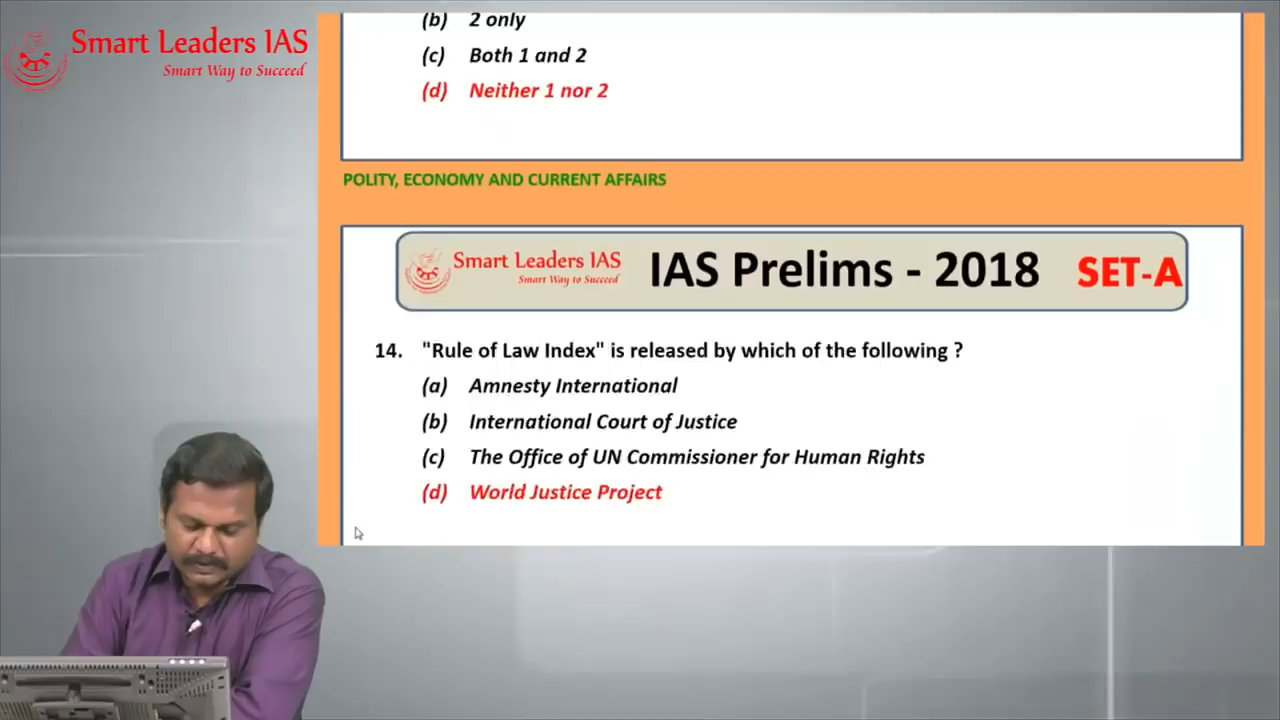 Smart Leaders IAS
Smart Way to Succeed
(b) 2 only
(c) Both 1 and 2
(d) Neither 1 nor 2
POLITY, ECONOMY AND CURRENT AFFAIRS
Smart Leaders IAS
Smart Way to Succeed
IAS Prelims - 2018 SET-A
14. "Rule of Law Index" is released by which of the following ?
(a) Amnesty International
(b) International Court of Justice
(c) The Office of UN Commissioner for Human Rights
(d) World Justice Project